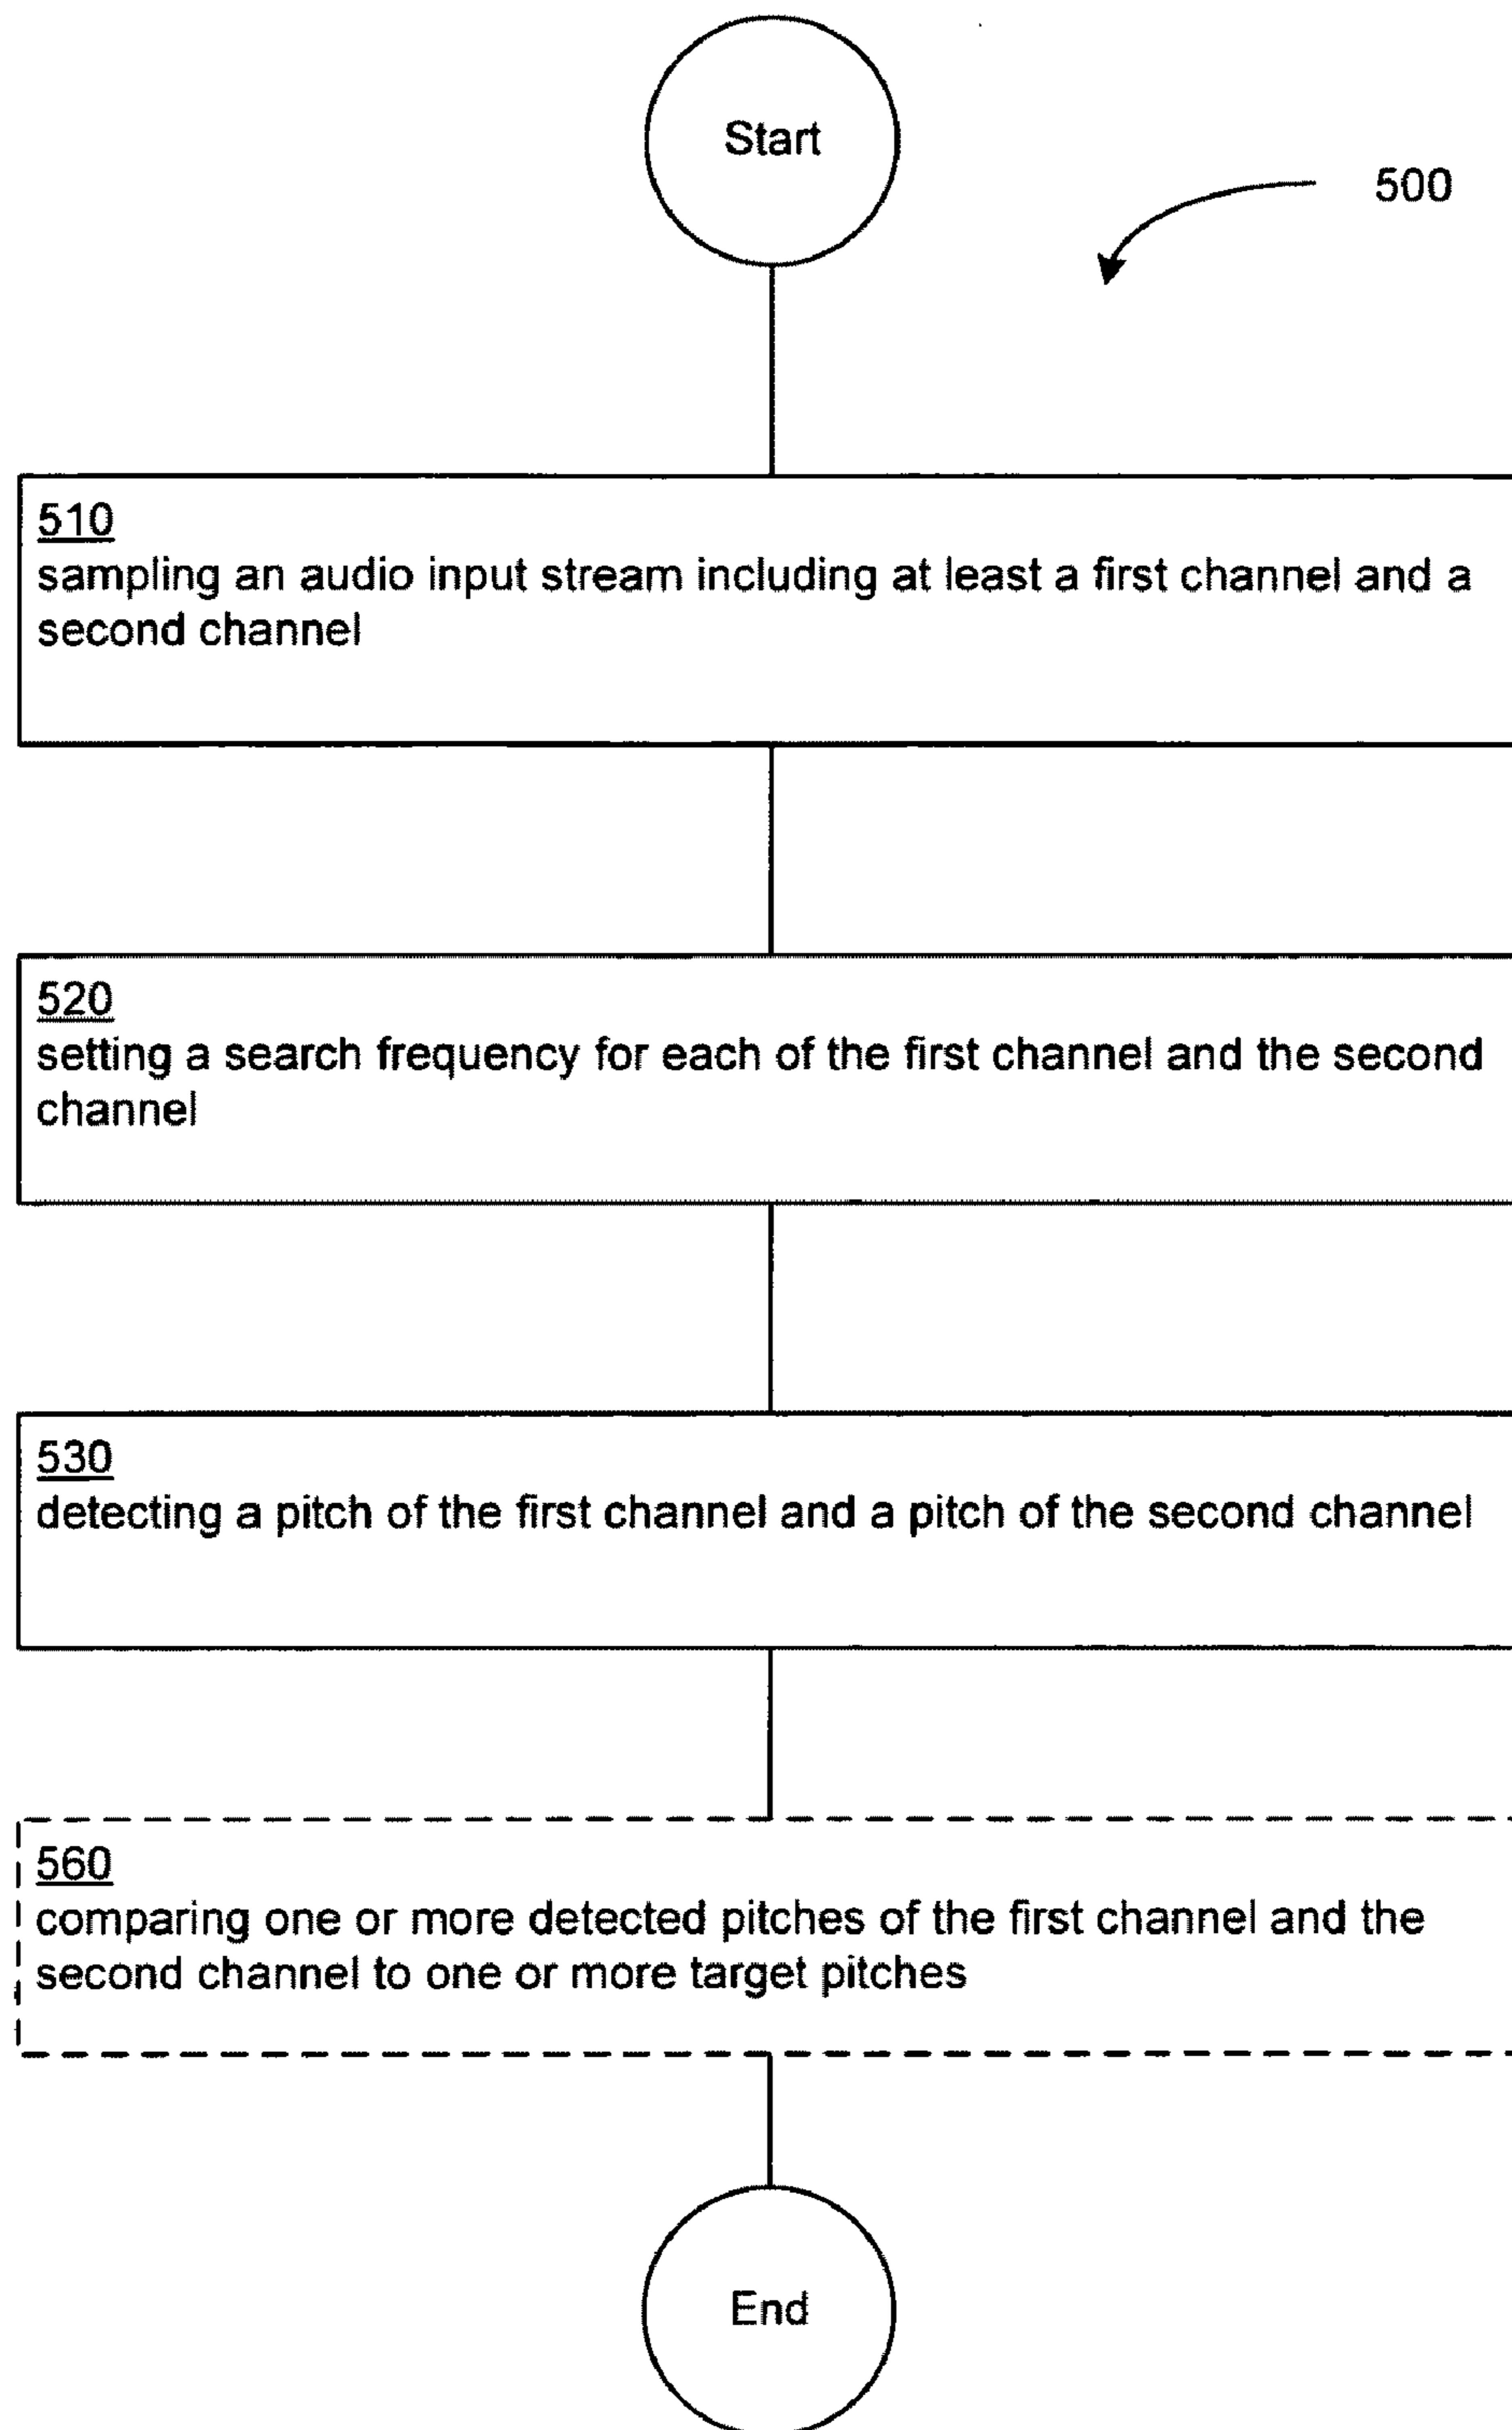 Start
500
510
sampling an audio input stream including at least a first channel and a
second channel
520
setting a search frequency for each of the first channel and the second
channel
530
detecting a pitch of the first channel and a pitch of the second channel
560
comparing one or more detected pitches of the first channel and the
second channel to one or more target pitches
End